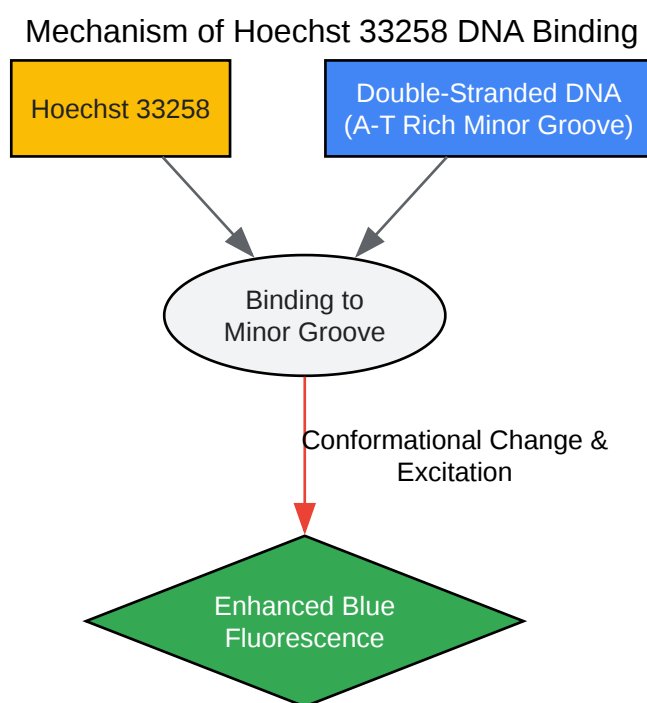 Mechanism of Hoechst 33258 DNA Binding
Hoechst 33258
Double-Stranded DNA
(A-T Rich Minor Groove)
Binding to
Minor Groove
Conformational Change &
Excitation
Enhanced Blue
Fluorescence